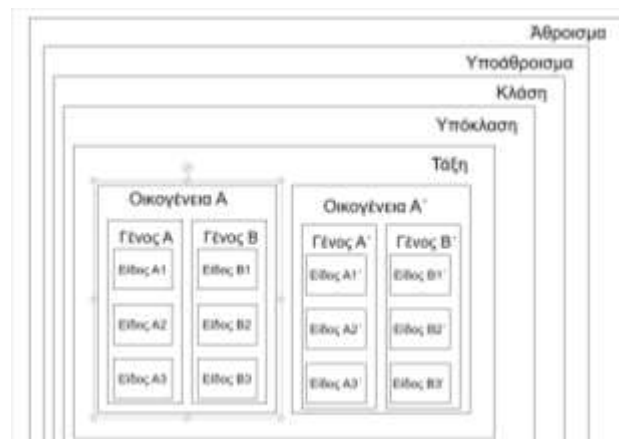 Άθροισμα
Υποάθροισμα
Κλάση
Υπόκλαση
Τάξη
Οικογένεια Α
Γένος Α
Γένος Β
Είδος Α1
Είδος Β1
Είδος Α2
Είδος Β2
Είδος Α3
Είδος Β3
Οικογένεια Α΄
Γένος Α΄
Γένος Β΄
Είδος Α1΄
Είδος Β1΄
Είδος Α2΄
Είδος Β2΄
Είδος Α3΄
Είδος Β3΄